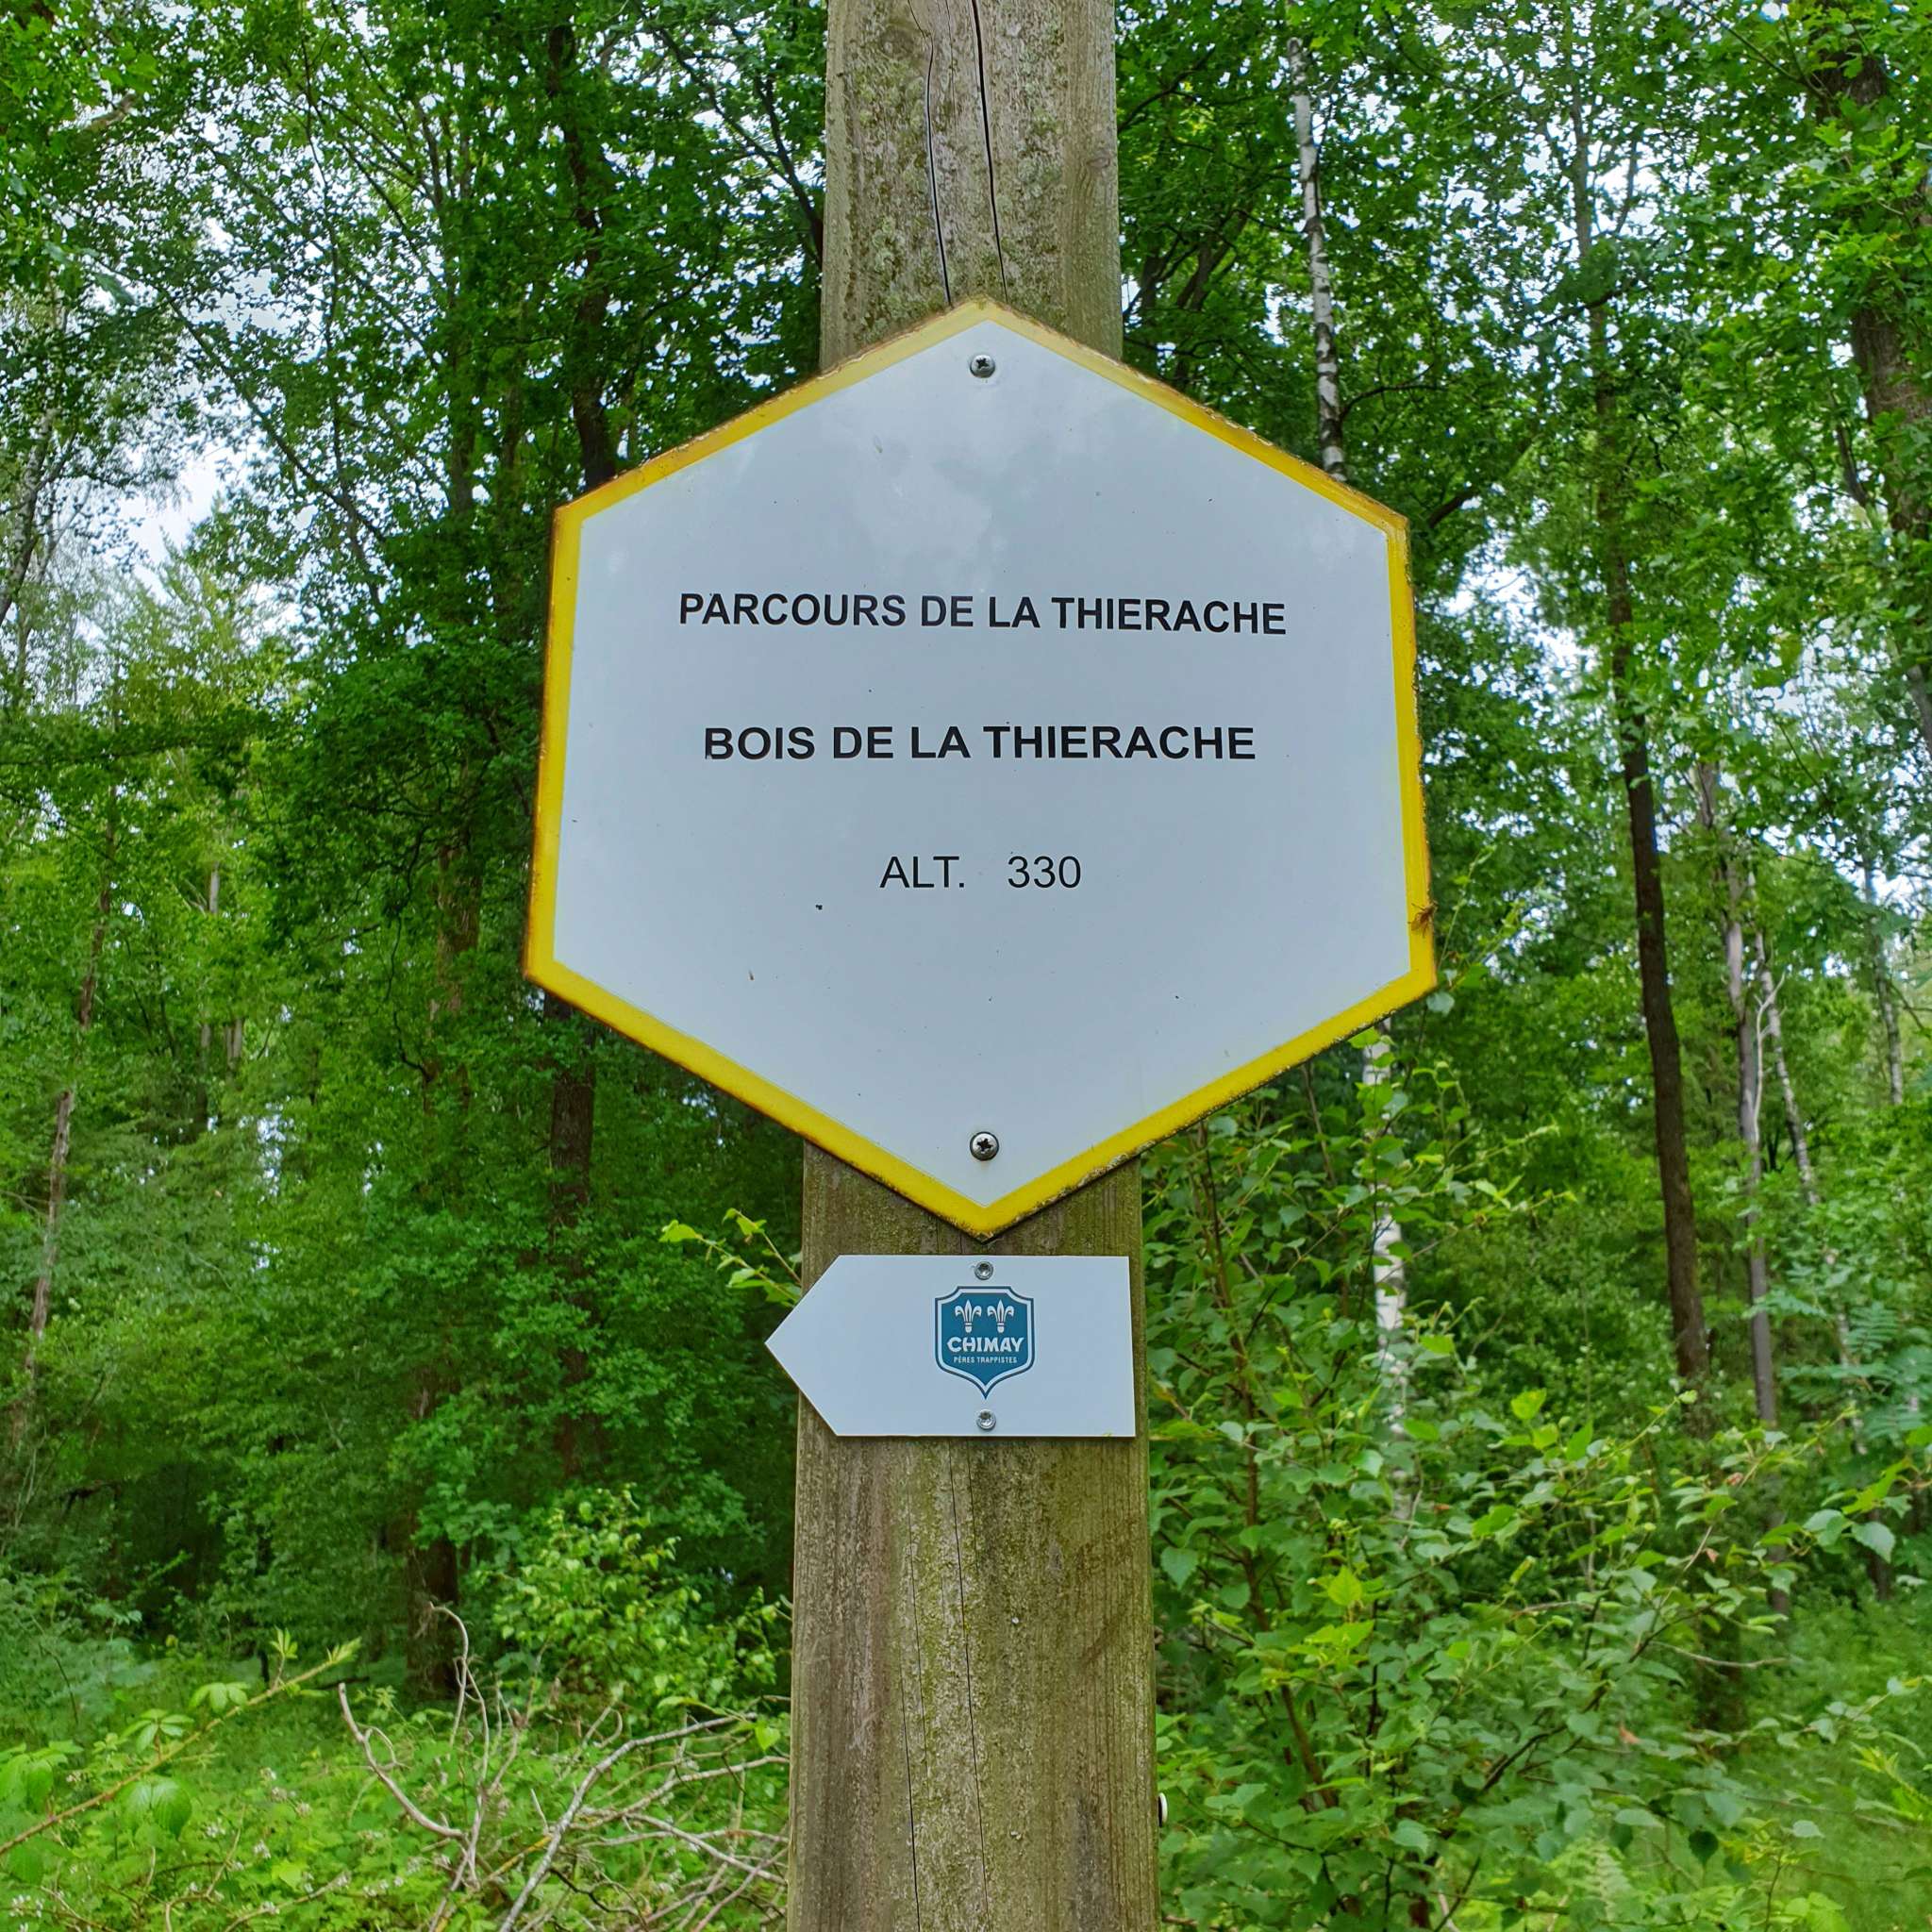 PARCOURS DE LA THIERACHE
BOIS DE LA THIERACHE
ALT. 330
CHIMAY
PÈRES TRAPPISTES